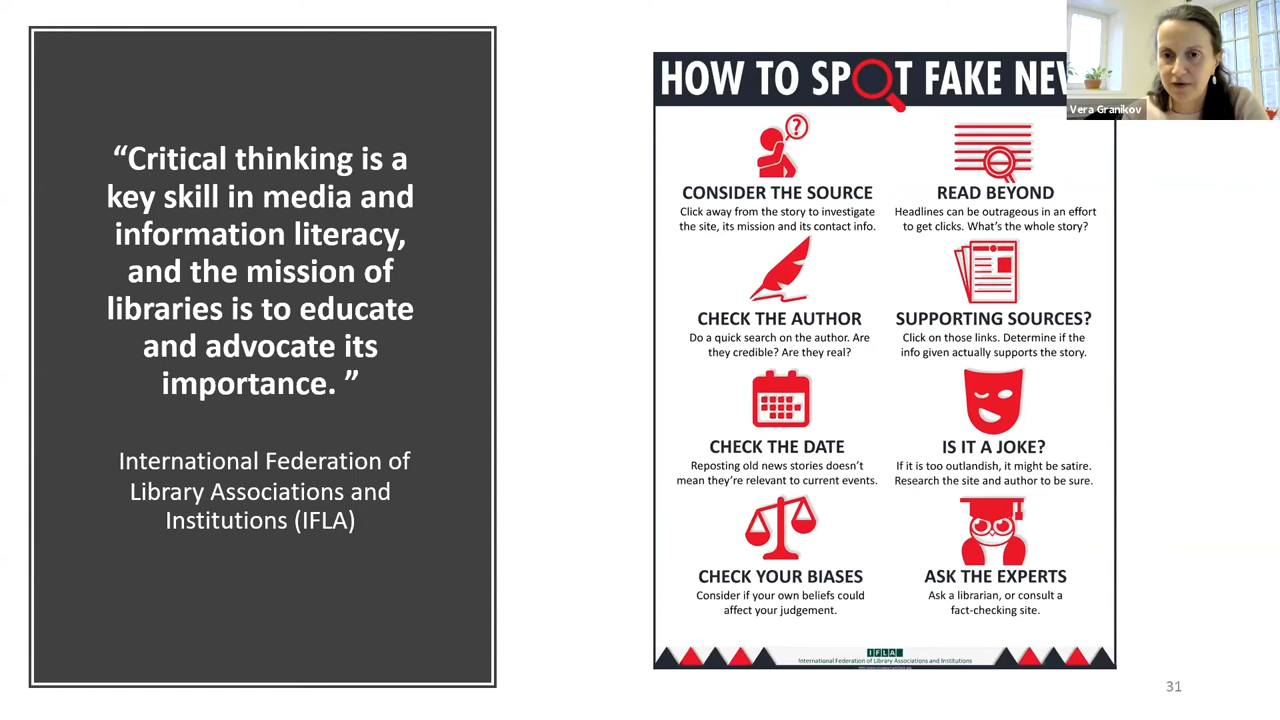 “Critical thinking is a
key skill in media and
information literacy,
and the mission of
libraries is to educate
and advocate its
importance. ”
International Federation of
Library Associations and
Institutions (IFLA)
HOW TO SPOT FAKE NEW
Vera Granikov
CONSIDER THE SOURCE
Click away from the story to investigate
the site, its mission and its contact info.
READ BEYOND
Headlines can be outrageous in an effort
to get clicks. What’s the whole story?
CHECK THE AUTHOR
Do a quick search on the author. Are
they credible? Are they real?
SUPPORTING SOURCES?
Click on those links. Determine if the
info given actually supports the story.
CHECK THE DATE
Reposting old news stories doesn’t
mean they’re relevant to current events.
IS IT A JOKE?
If it is too outlandish, it might be satire.
Research the site and author to be sure.
CHECK YOUR BIASES
Consider if your own beliefs could
affect your judgement.
ASK THE EXPERTS
Ask a librarian, or consult a
fact-checking site.
IFLA
International Federation of Library Associations and Institutions
31